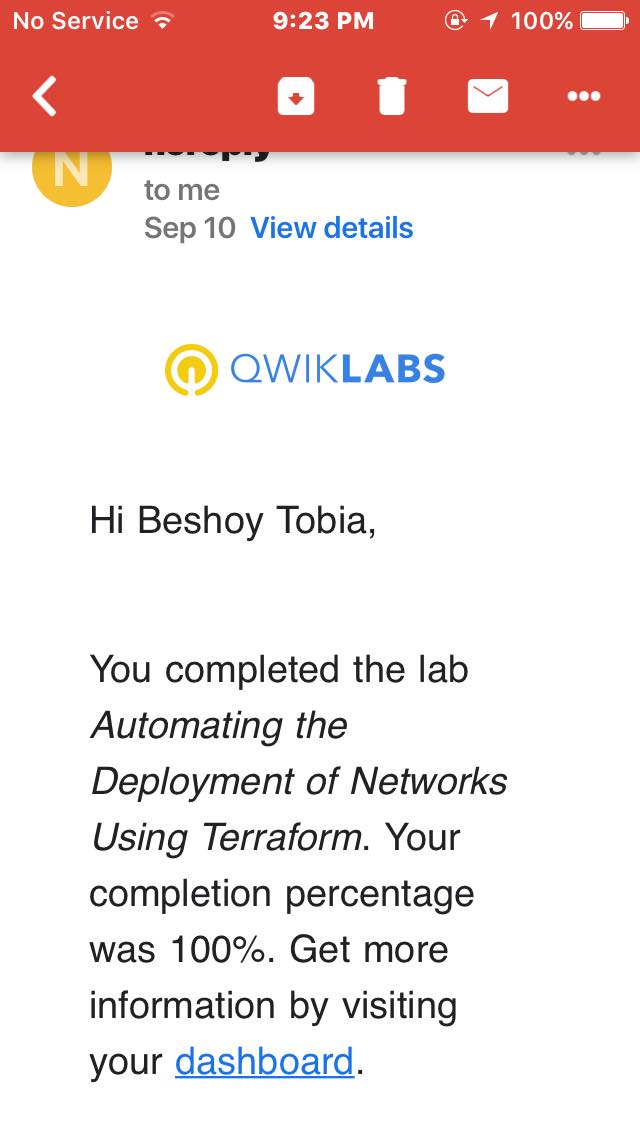 No Service 9:23 PM 100%
N
to me
Sep 10 View details
QWIKLABS
Hi Beshoy Tobia,
You completed the lab
Automating the
Deployment of Networks
Using Terraform. Your
completion percentage
was 100%. Get more
information by visiting
your dashboard.